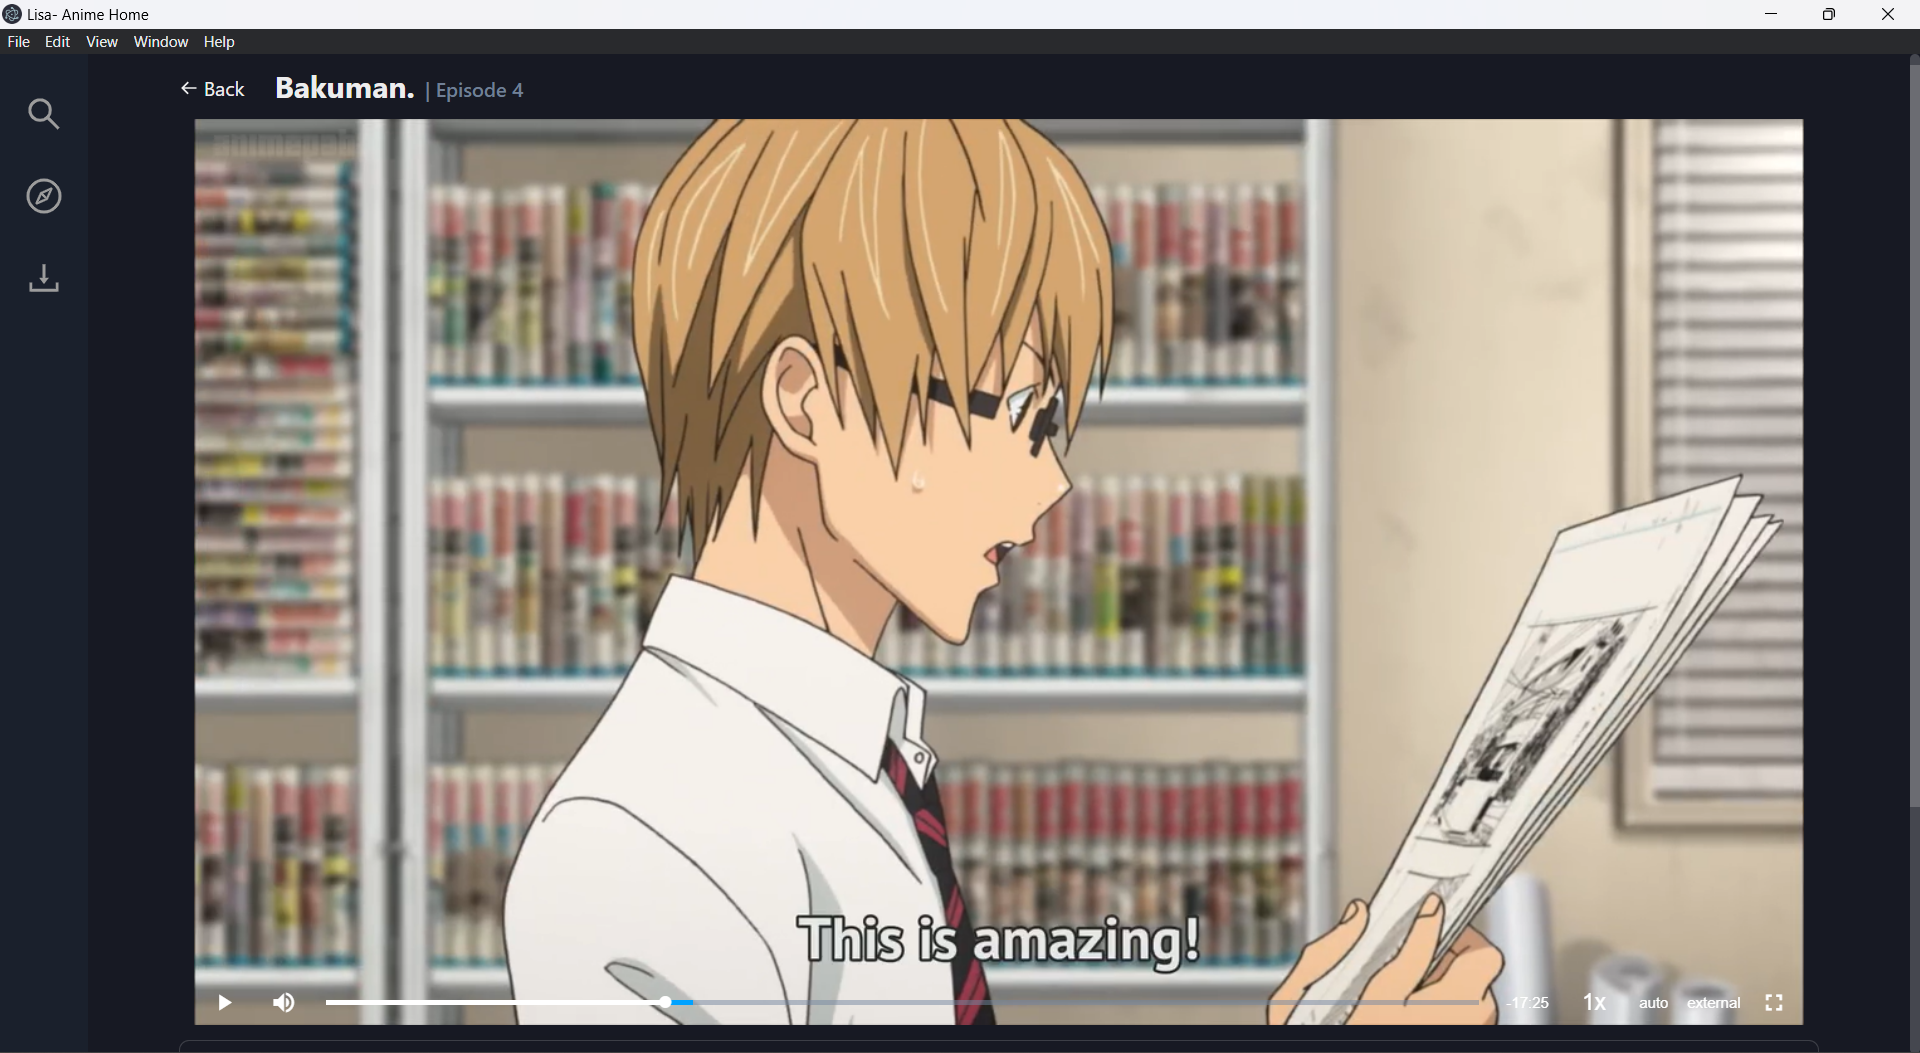 Lisa- Anime Home
File Edit View Window Help
← Back Bakuman. | Episode 4
This is amazing!
-17:25 1x auto external